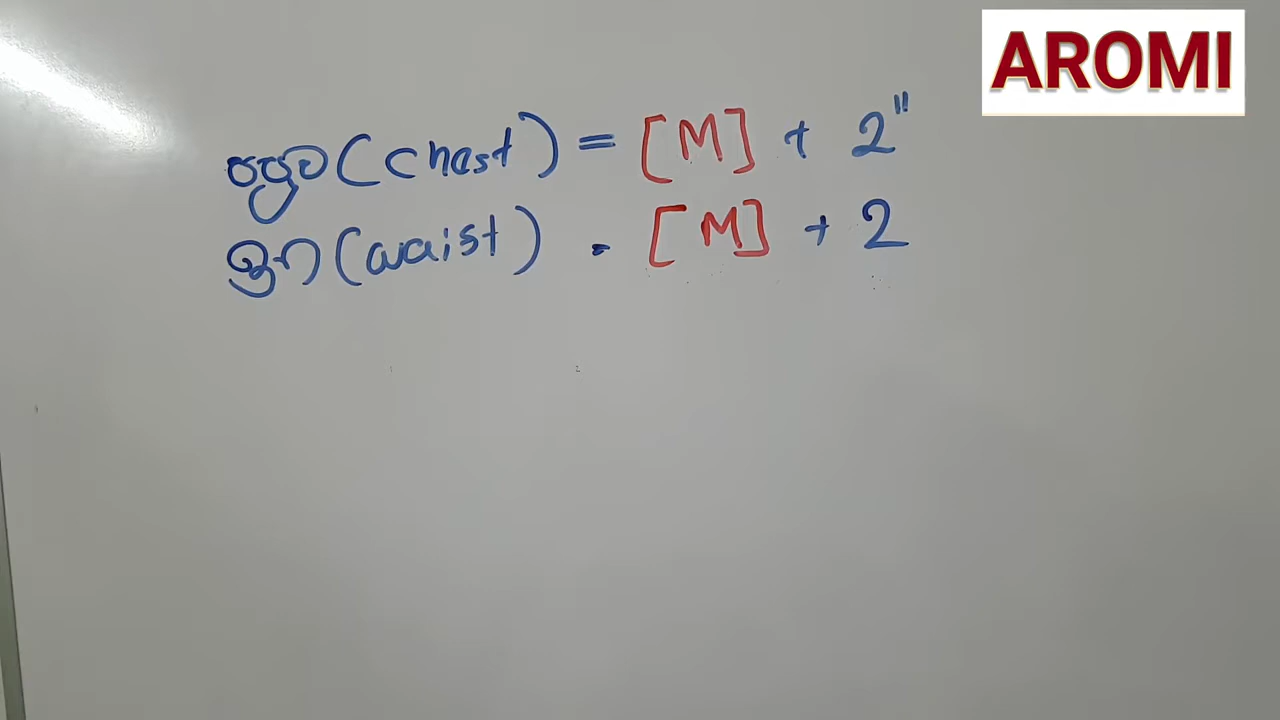 AROMI
පපුව (chest) = [M] + 2"
ඉන (waist) . [M] + 2